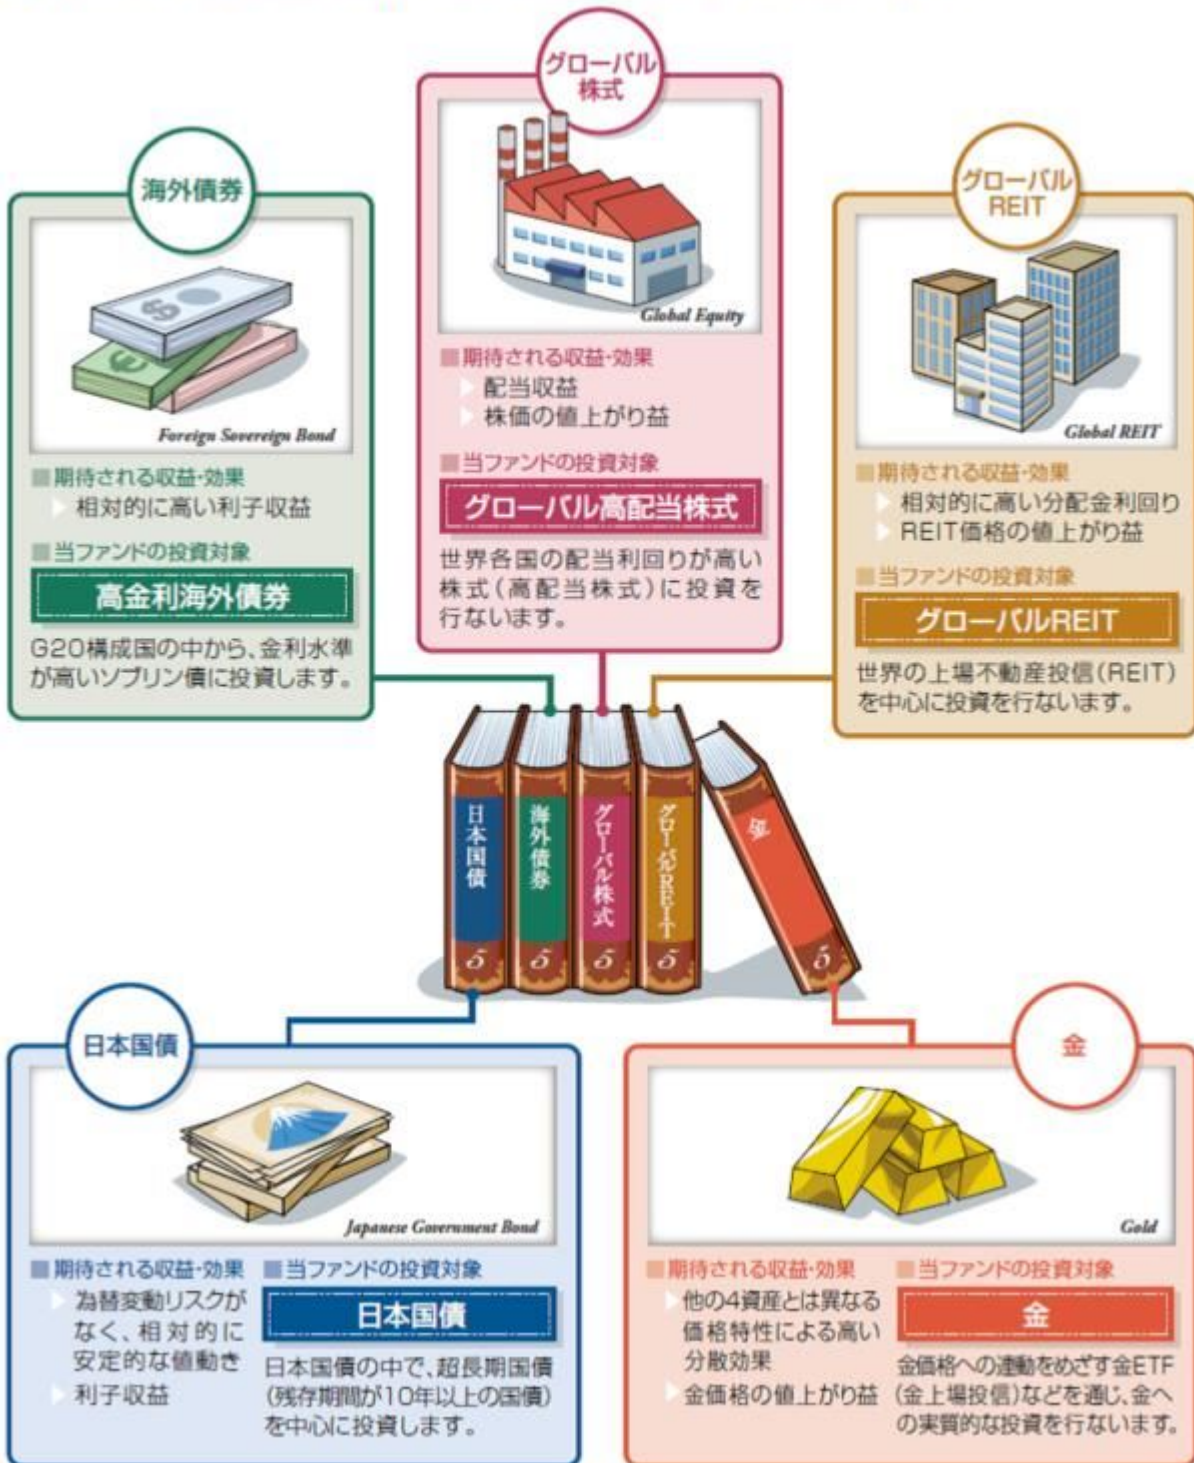 グローバル
株式
Global Equity
■期待される収益・効果
配当収益
株価の値上がり益
■当ファンドの投資対象
グローバル高配当株式
世界各国の配当利回りが高い
株式(高配当株式)に投資を
行ないます。
海外債券
Foreign Sovereign Bond
■期待される収益・効果
相対的に高い利子収益
■当ファンドの投資対象
高金利海外債券
G20構成国の中から、金利水準
が高いソブリン債に投資します。
グローバル
REIT
Global REIT
■期待される収益・効果
相対的に高い分配金利回り
REIT価格の値上がり益
■当ファンドの投資対象
グローバルREIT
世界の上場不動産投信(REIT)
を中心に投資を行ないます。
日本国債
5
海外債券
5
グローバル株式
5
グローバルREIT
5
金
5
日本国債
Japanese Government Bond
■期待される収益・効果
為替変動リスクが
なく、相対的に
安定的な値動き
利子収益
■当ファンドの投資対象
日本国債
日本国債の中で、超長期国債
(残存期間が10年以上の国債)
を中心に投資します。
金
Gold
■期待される収益・効果
他の4資産とは異なる
価格特性による高い
分散効果
金価格の値上がり益
■当ファンドの投資対象
金
金価格への連動をめざす金ETF
(金上場投信)などを通じ、金へ
の実質的な投資を行ないます。